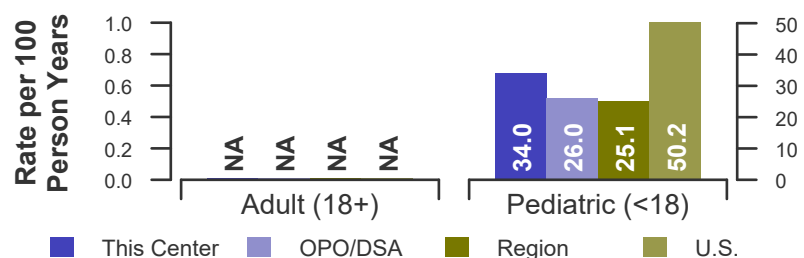 Rate per 100
Person Years
1.0
0.8
0.6
0.4
0.2
0.0
NA NA NA NA
34.0 26.0 25.1 50.2
50
40
30
20
10
0
Adult (18+) Pediatric (<18)
This Center OPO/DSA Region U.S.